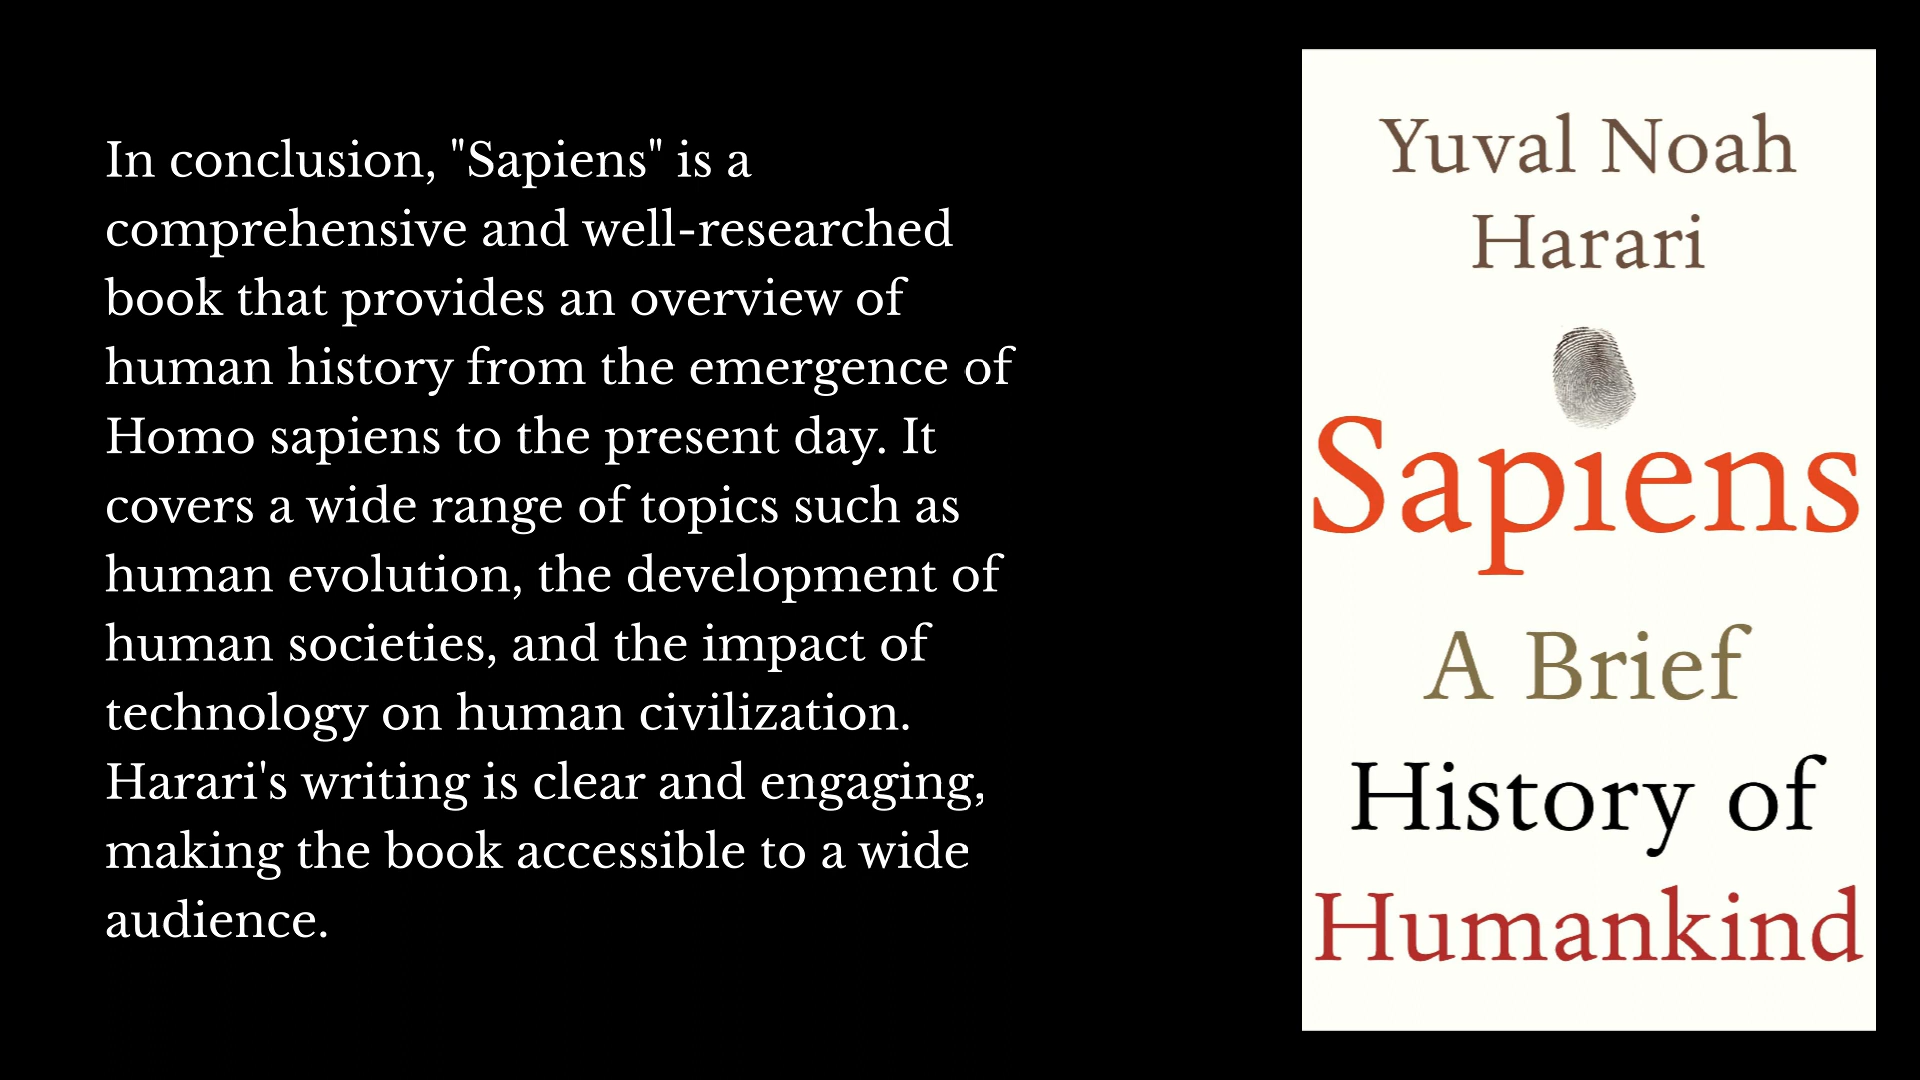 In conclusion, "Sapiens" is a
comprehensive and well-researched
book that provides an overview of
human history from the emergence of
Homo sapiens to the present day. It
covers a wide range of topics such as
human evolution, the development of
human societies, and the impact of
technology on human civilization.
Harari's writing is clear and engaging,
making the book accessible to a wide
audience.
Yuval Noah
Harari
Sapiens
A Brief
History of
Humankind